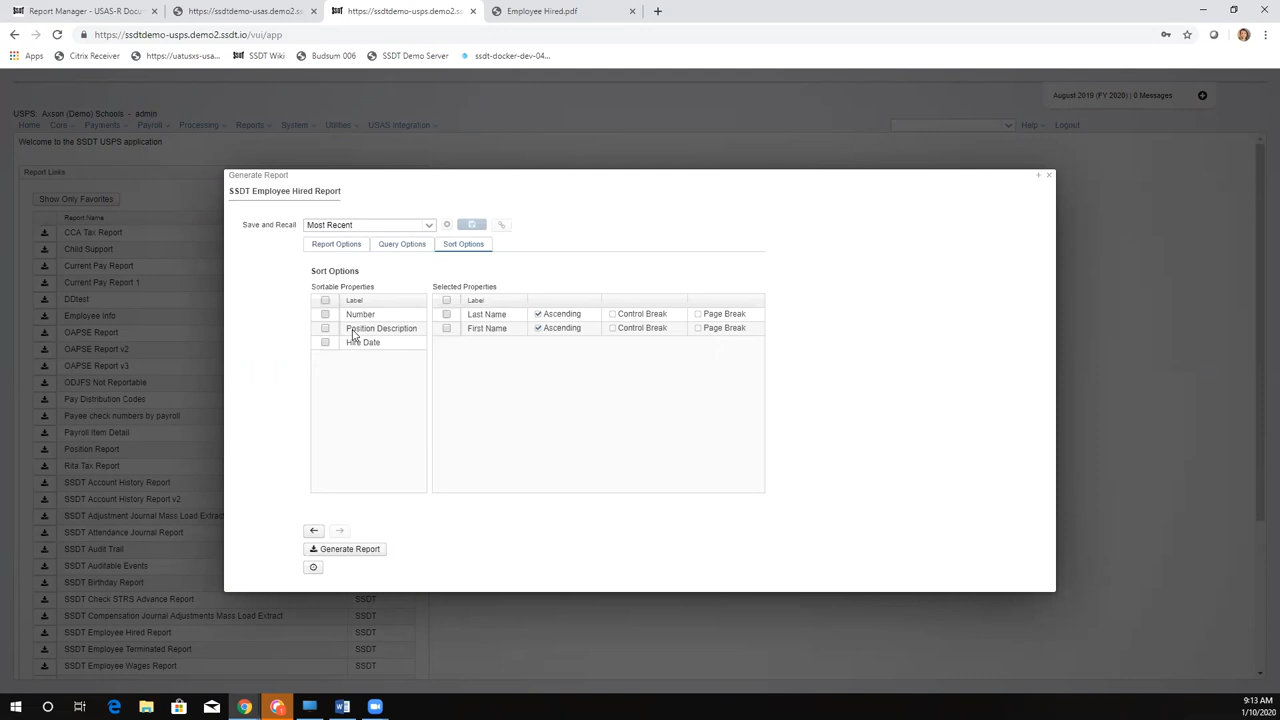 Report Manager - USAS-R Docu
https://ssdtdemo-usas.demo2.ss
https://ssdtdemo-usps.demo2.ss
Employee Hired.pdf
https://ssdtdemo-usps.demo2.ssdt.io/vui/app
Apps
Citrix Receiver
https://uatusxs-usa...
SSDT Wiki
Budsum 006
SSDT Demo Server
ssdt-docker-dev-04...
August 2019 (FY 2020) | 0 Messages
USPS: Axson (Demo) Schools - admin
Home Core Payments Payroll Processing Reports System Utilities USAS Integration Help Logout
Welcome to the SSDT USPS application
Report Links
Show Only Favorites
Report Name
CCA Tax Report
Child Support
Current Pay Report
Current Pay Report 1
DDtest
Employee Info
OAPSE Report
OAPSE Report v2
OAPSE Report v3
ODJFS Not Reportable
Pay Distribution Codes
Payee check numbers by payroll
Payroll Item Detail
Position Report
Rita Tax Report
SSDT Account History Report
SSDT Account History Report v2
SSDT Adjustment Journal Mass Load Extract
SSDT Attendance Journal Report
SSDT Audit Trail
SSDT Auditable Events
SSDT Birthday Report
SSDT Check STRS Advance Report SSDT
SSDT Compensation Journal Adjustments Mass Load Extract SSDT
SSDT Employee Hired Report SSDT
SSDT Employee Terminated Report SSDT
SSDT Employee Wages Report SSDT
Generate Report
SSDT Employee Hired Report
Save and Recall Most Recent
Report Options Query Options Sort Options
Sort Options
Sortable Properties
Label
Number
Position Description
Hire Date
Selected Properties
Label
Last Name Ascending Control Break Page Break
First Name Ascending Control Break Page Break
Generate Report
9:13 AM
1/10/2020